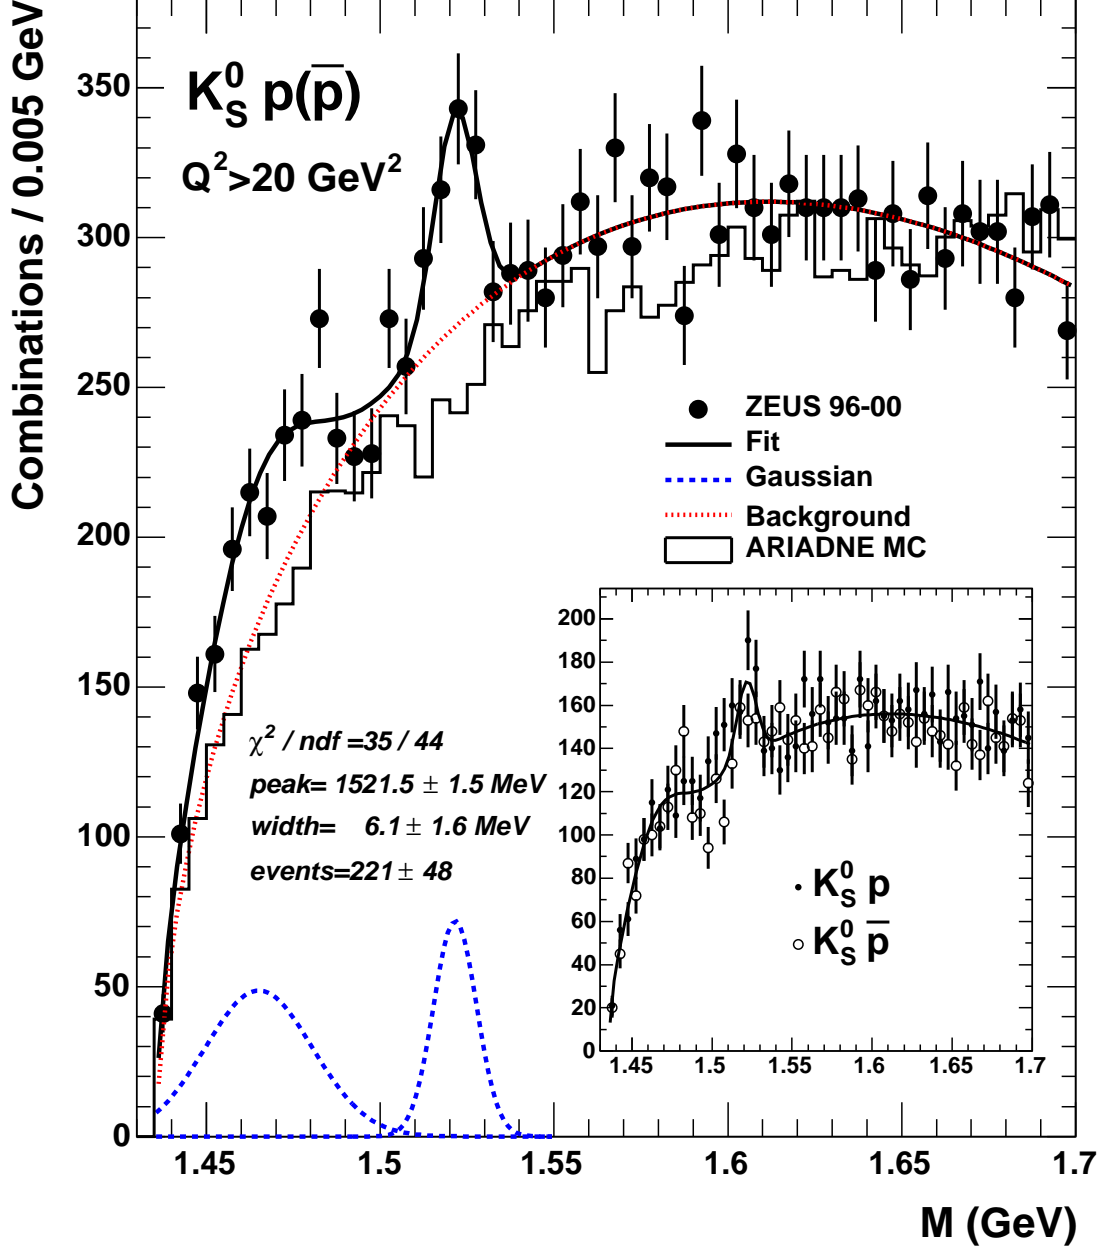 Combinations / 0.005 GeV
K⁰_S p(p̅)
Q²>20 GeV²
350
300
250
200
150
100
50
0
ZEUS 96-00
Fit
Gaussian
Background
ARIADNE MC
χ² / ndf =35 / 44
peak= 1521.5 ± 1.5 MeV
width= 6.1 ± 1.6 MeV
events=221 ± 48
200
180
160
140
120
100
80
60
40
20
0
K⁰_S p
K⁰_S p̅
1.45 1.5 1.55 1.6 1.65 1.7
1.45 1.5 1.55 1.6 1.65 1.7
M (GeV)